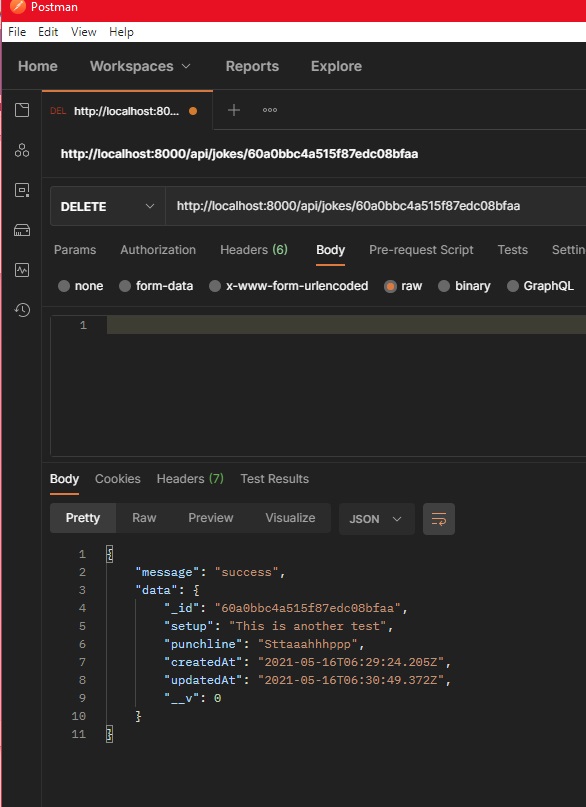 Postman
File Edit View Help
Home Workspaces Reports Explore
DEL http://localhost:80...
http://localhost:8000/api/jokes/60a0bbc4a515f87edc08bfaa
DELETE http://localhost:8000/api/jokes/60a0bbc4a515f87edc08bfaa
Params Authorization Headers (6) Body Pre-request Script Tests Settin
none form-data x-www-form-urlencoded raw binary GraphQL
1
Body Cookies Headers (7) Test Results
Pretty Raw Preview Visualize JSON
1 {
2 "message": "success",
3 "data": {
4 "_id": "60a0bbc4a515f87edc08bfaa",
5 "setup": "This is another test",
6 "punchline": "Sttaaahhhppp",
7 "createdAt": "2021-05-16T06:29:24.205Z",
8 "updatedAt": "2021-05-16T06:30:49.372Z",
9 "__v": 0
10 }
11 }